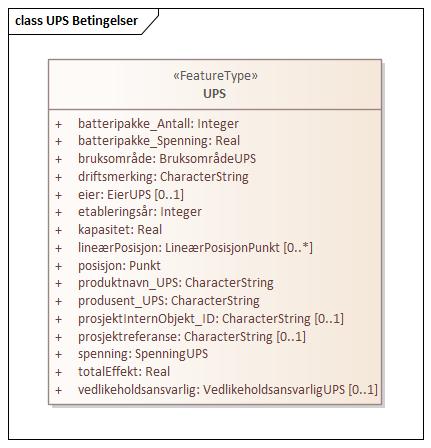 class UPS Betingelser
«FeatureType»
UPS
+ batteripakke_Antall: Integer
+ batteripakke_Spenning: Real
+ bruksområde: BruksområdeUPS
+ driftsmerking: CharacterString
+ eier: EierUPS [0..1]
+ etableringsår: Integer
+ kapasitet: Real
+ lineærPosisjon: LineærPosisjonPunkt [0..*]
+ posisjon: Punkt
+ produktnavn_UPS: CharacterString
+ produsent_UPS: CharacterString
+ prosjektInternObjekt_ID: CharacterString [0..1]
+ prosjektreferanse: CharacterString [0..1]
+ spenning: SpenningUPS
+ totalEffekt: Real
+ vedlikeholdsansvarlig: VedlikeholdsansvarligUPS [0..1]